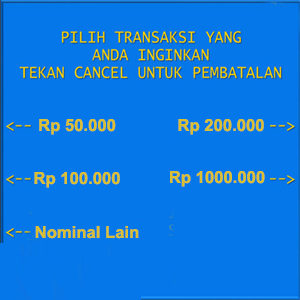 PILIH TRANSAKSI YANG
ANDA INGINKAN
TEKAN CANCEL UNTUK PEMBATALAN
<-- Rp 50.000 Rp 200.000 -->
<-- Rp 100.000 Rp 1000.000 -->
<-- Nominal Lain